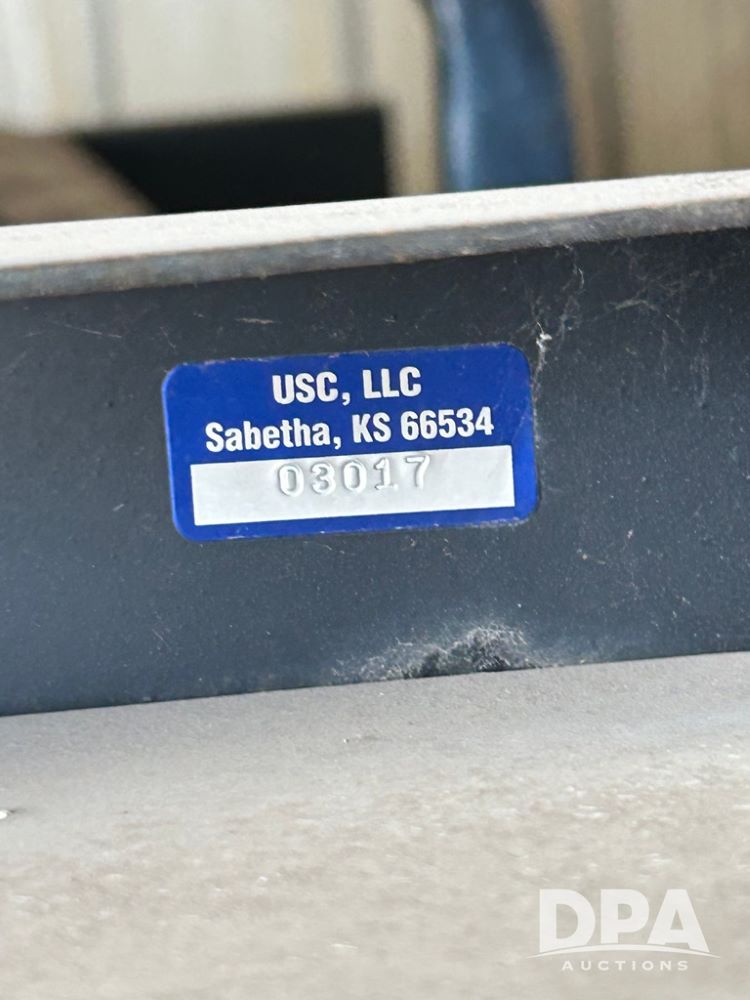 USC, LLC
Sabetha, KS 66534
03017
DPA
AUCTIONS